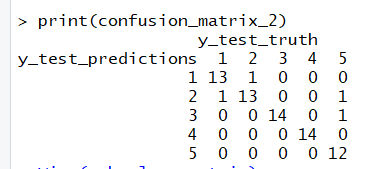 > print(confusion_matrix_2)
y_test_truth
y_test_predictions 1 2 3 4 5
1 13 1 0 0 0
2 1 13 0 0 1
3 0 0 14 0 1
4 0 0 0 14 0
5 0 0 0 0 12